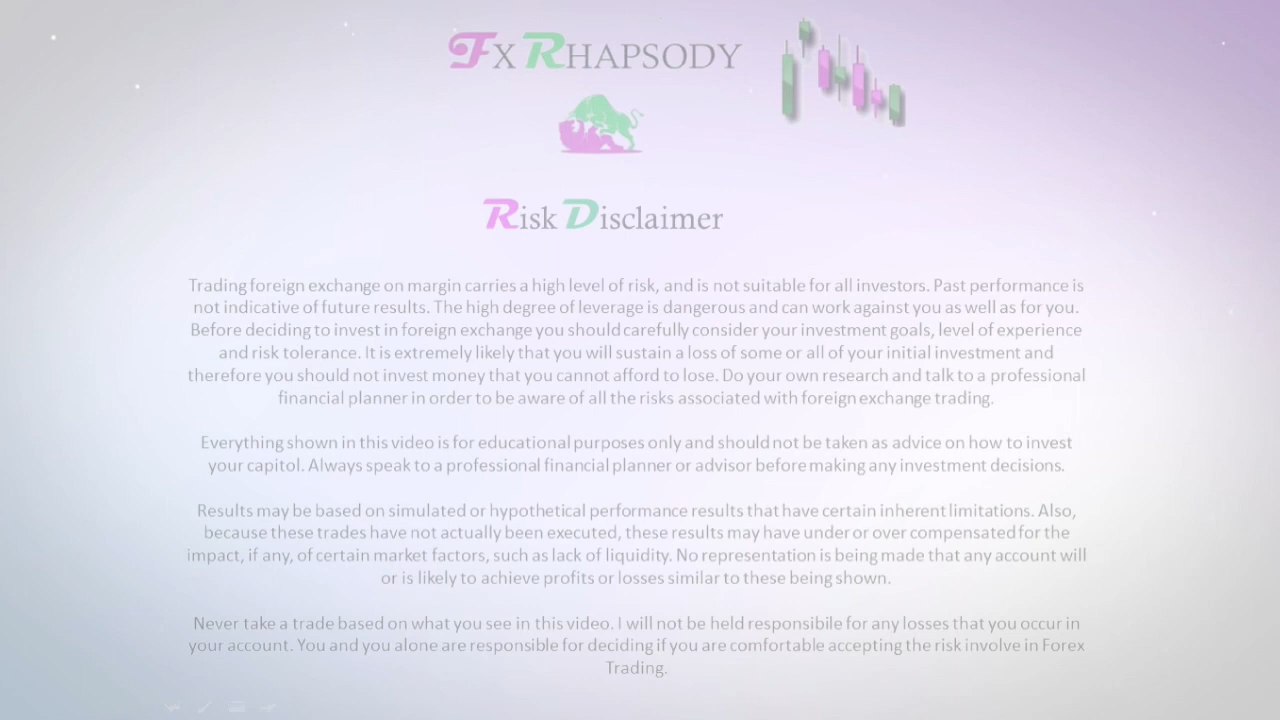 Fx Rhapsody
Risk Disclaimer
Trading foreign exchange on margin carries a high level of risk, and is not suitable for all investors. Past performance is
not indicative of future results. The high degree of leverage is dangerous and can work against you as well as for you.
Before deciding to invest in foreign exchange you should carefully consider your investment goals, level of experience
and risk tolerance. It is extremely likely that you will sustain a loss of some or all of your initial investment and
therefore you should not invest money that you cannot afford to lose. Do your own research and talk to a professional
financial planner in order to be aware of all the risks associated with foreign exchange trading.
Everything shown in this video is for educational purposes only and should not be taken as advice on how to invest
your capitol. Always speak to a professional financial planner or advisor before making any investment decisions.
Results may be based on simulated or hypothetical performance results that have certain inherent limitations. Also,
because these trades have not actually been executed, these results may have under or over compensated for the
impact, if any, of certain market factors, such as lack of liquidity. No representation is being made that any account will
or is likely to achieve profits or losses similar to these being shown.
Never take a trade based on what you see in this video. I will not be held responsibile for any losses that you occur in
your account. You and you alone are responsible for deciding if you are comfortable accepting the risk involve in Forex
Trading.